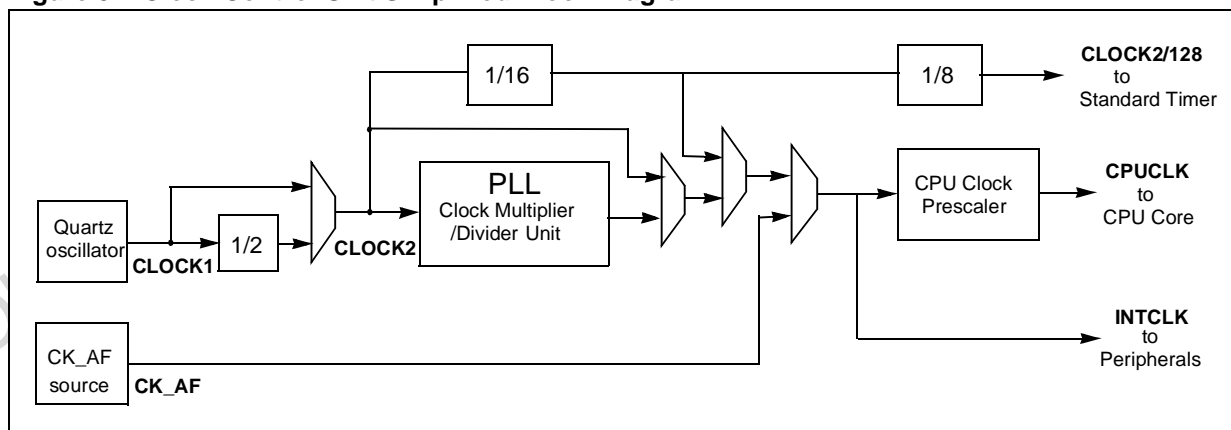 1/16
1/8
CLOCK2/128
to
Standard Timer
PLL
Clock Multiplier
/Divider Unit
CPU Clock
Prescaler
CPUCLK
to
CPU Core
Quartz
oscillator
CLOCK1
1/2
CLOCK2
INTCLK
to
Peripherals
CK_AF
source
CK_AF